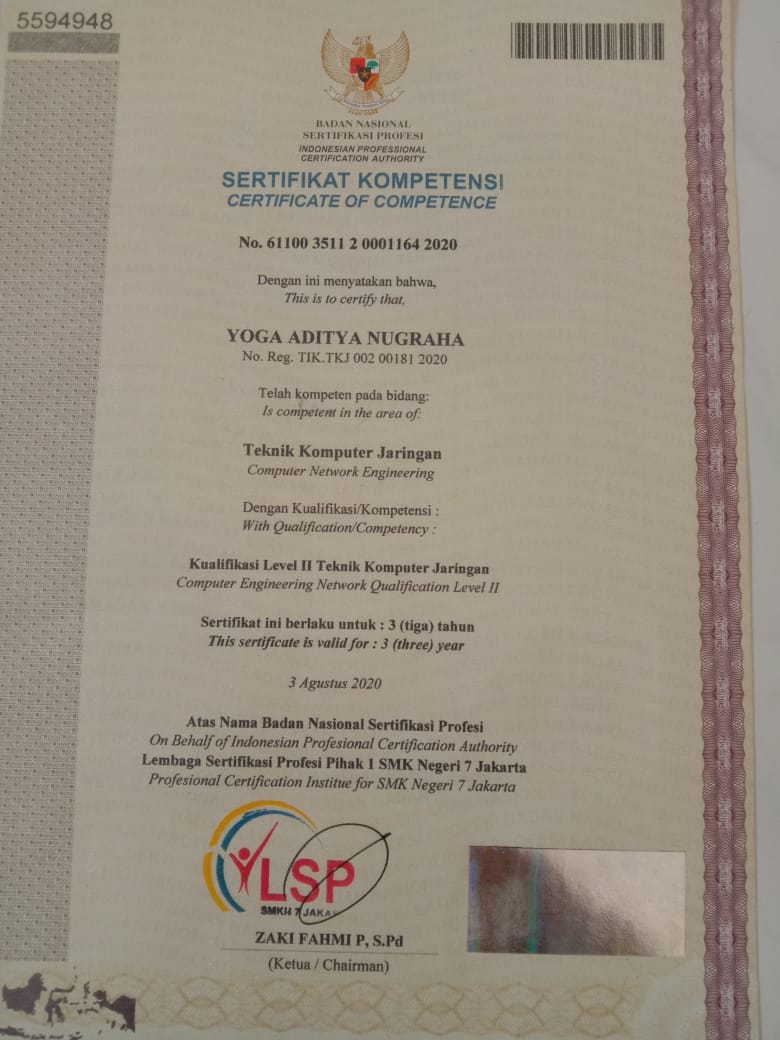 5594948
BADAN NASIONAL
SERTIFIKASI PROFESI
INDONESIAN PROFESSIONAL
CERTIFICATION AUTHORITY
SERTIFIKAT KOMPETENSI
CERTIFICATE OF COMPETENCE
No. 61100 3511 2 0001164 2020
Dengan ini menyatakan bahwa,
This is to certify that,
YOGA ADITYA NUGRAHA
No. Reg. TIK.TKJ 002 00181 2020
Telah kompeten pada bidang:
Is competent in the area of:
Teknik Komputer Jaringan
Computer Network Engineering
Dengan Kualifikasi/Kompetensi :
With Qualification/Competency :
Kualifikasi Level II Teknik Komputer Jaringan
Computer Engineering Network Qualification Level II
Sertifikat ini berlaku untuk : 3 (tiga) tahun
This sertificate is valid for : 3 (three) year
3 Agustus 2020
Atas Nama Badan Nasional Sertifikasi Profesi
On Behalf of Indonesian Profesional Certification Authority
Lembaga Sertifikasi Profesi Pihak 1 SMK Negeri 7 Jakarta
Profesional Certification Institue for SMK Negeri 7 Jakarta
LSP
SMKN 7 JAKA
ZAKI FAHMI P, S.Pd
(Ketua / Chairman)